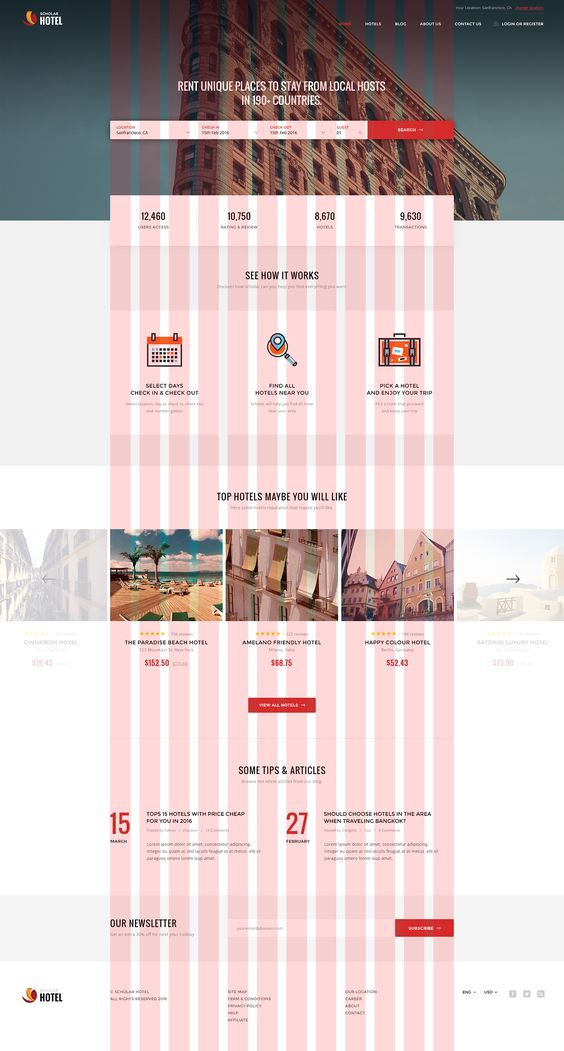 Your Location: Sanfrancisco, CA change location
SCHOLAR
HOTEL
HOME HOTELS BLOG ABOUT US CONTACT US LOGIN OR REGISTER
RENT UNIQUE PLACES TO STAY FROM LOCAL HOSTS
IN 190+ COUNTRIES.
LOCATION CHECK IN CHECK OUT GUEST
Sanfrancisco, CA 15th Feb 2016 15th Feb 2016 01
SEARCH →
12,460 10,750 8,670 9,630
USERS ACCESS RATING & REVIEW HOTELS TRANSACTIONS
SEE HOW IT WORKS
Discover how Scholar can you help you find everything you want
SELECT DAYS
CHECK IN & CHECK OUT
Select location, day to check in, check out
and number guests.
FIND ALL
HOTELS NEAR YOU
Scholar will help you find all hotel
near your area.
PICK A HOTEL
AND ENJOY YOUR TRIP
Pick a hotel that you want
and enjoy your trip
TOP HOTELS MAYBE YOU WILL LIKE
Here some hotels reputation that maybe you'll like.
CINNAMON HOTEL
$78.43
THE PARADISE BEACH HOTEL
123 Mountain St, New York
$152.50
AMELANO FRIENDLY HOTEL
Milano, Italia
$68.75
HAPPY COLOUR HOTEL
Berlin, Germany
$52.43
SATORINI LUXURY HOTEL
$72.90
VIEW ALL HOTELS →
SOME TIPS & ARTICLES
Browse the latest articles from our blog.
15
MARCH
TOPS 15 HOTELS WITH PRICE CHEAP
FOR YOU IN 2016
Posted by Admin / Discover / 14 Comments
Lorem ipsum dolor sit amet, consectetur adipiscing,
integer eu quam ac nisl iaculis feugiat at at metus. elit et
paraguos omero lorem isup amet.
27
FEBRUARY
SHOULD CHOOSE HOTELS IN THE AREA
WHEN TRAVELING BANGKOK?
Posted by Obnights / Tips / 9 Comments
Lorem ipsum dolor sit amet, consectetur adipiscing,
integer eu quam ac nisl iaculis feugiat at at metus. elit et
paraguos omero lorem isup amet.
OUR NEWSLETTER
Get an extra 30% off for next your holiday
your-email@domain.com
SUBSCRIBE →
SCHOLAR
HOTEL
© SCHOLAR HOTEL
ALL RIGHTS RESERVED 2016
SITE MAP
TERM & CONDITIONS
PRIVACY POLICY
HELP
AFFILIATE
OUR LOCATION
CAREER
ABOUT
CONTACT
ENG USD